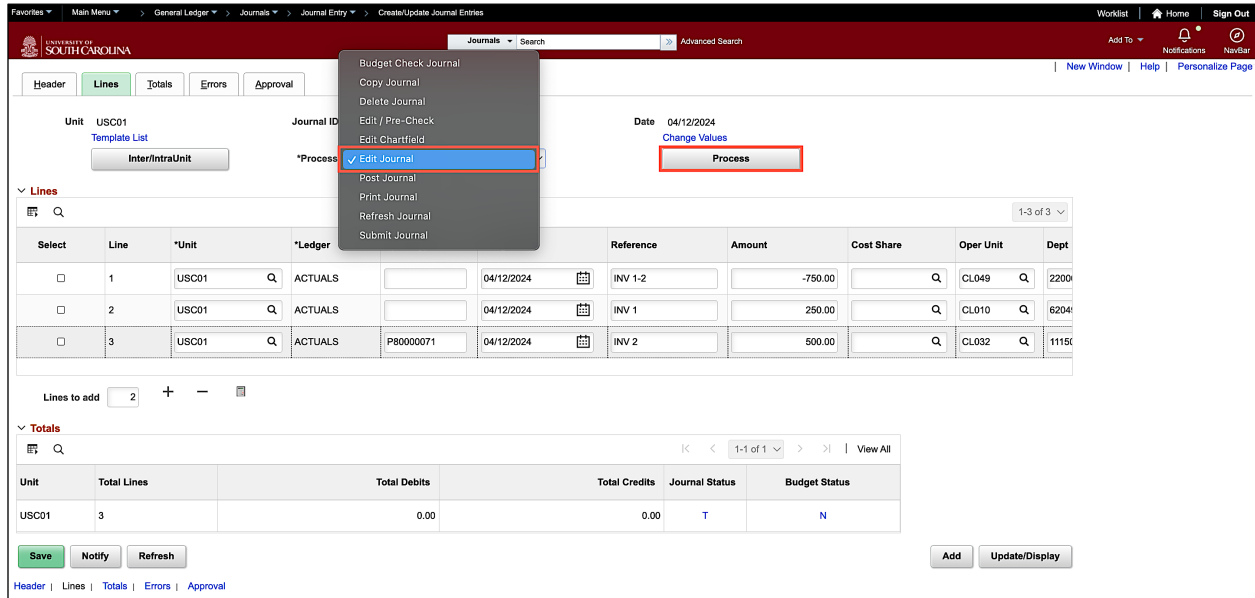 Favorites Main Menu > General Ledger > Journals > Journal Entry > Create/Update Journal Entries Worklist Home Sign Out
UNIVERSITY OF
SOUTH CAROLINA
Journals Search Advanced Search Add To Notifications NavBar
New Window | Help | Personalize Page
Header Lines Totals Errors Approval
Budget Check Journal
Copy Journal
Delete Journal
Edit / Pre-Check
Edit Chartfield
✓ Edit Journal
Post Journal
Print Journal
Refresh Journal
Submit Journal
Unit USC01 Journal ID Date 04/12/2024
Template List Change Values
Inter/IntraUnit *Process Process
Lines
1-3 of 3
Select Line *Unit *Ledger Reference Amount Cost Share Oper Unit Dept
1 USC01 ACTUALS 04/12/2024 INV 1-2 -750.00 CL049
2 USC01 ACTUALS 04/12/2024 INV 1 250.00 CL010
3 USC01 ACTUALS P80000071 04/12/2024 INV 2 500.00 CL032
Lines to add 2 + −
Totals
1-1 of 1 | View All
Unit Total Lines Total Debits Total Credits Journal Status Budget Status
USC01 3 0.00 0.00 T N
Save Notify Refresh Add Update/Display
Header | Lines | Totals | Errors | Approval